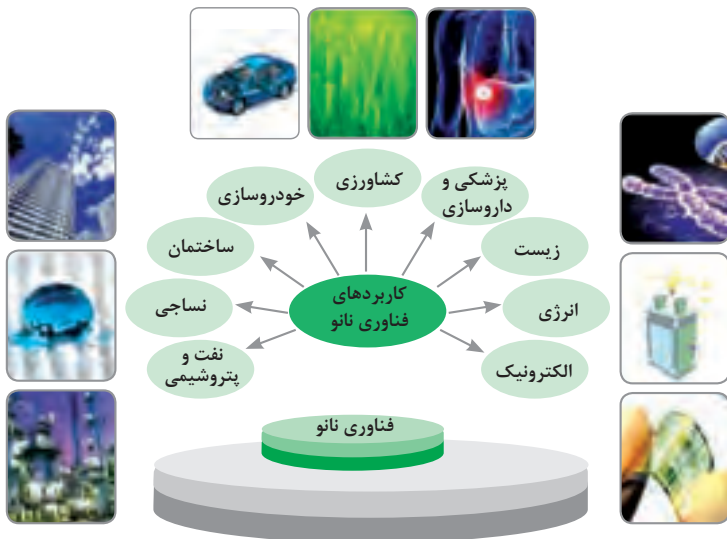 کشاورزی
پزشکی و
داروسازی
خودروسازی
زیست
ساختمان
انرژی
کاربردهای
فناوری نانو
نساجی
الکترونیک
نفت و
پتروشیمی
فناوری نانو